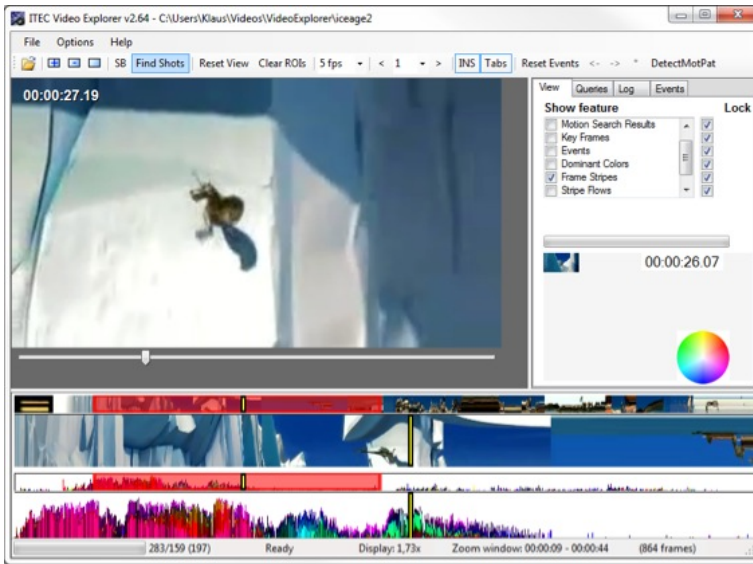 ITEC Video Explorer v2.64 - C:\Users\Klaus\Videos\VideoExplorer\iceage2
File Options Help
SB Find Shots Reset View Clear ROIs 5 fps < 1 > INS Tabs Reset Events <- -> * DetectMotPat
00:00:27.19
View Queries Log Events
Show feature Lock
Motion Search Results
Key Frames
Events
Dominant Colors
Frame Stripes
Stripe Flows
00:00:26.07
283/159 (197) Ready Display: 1,73x Zoom window: 00:00:09 - 00:00:44 (864 frames)